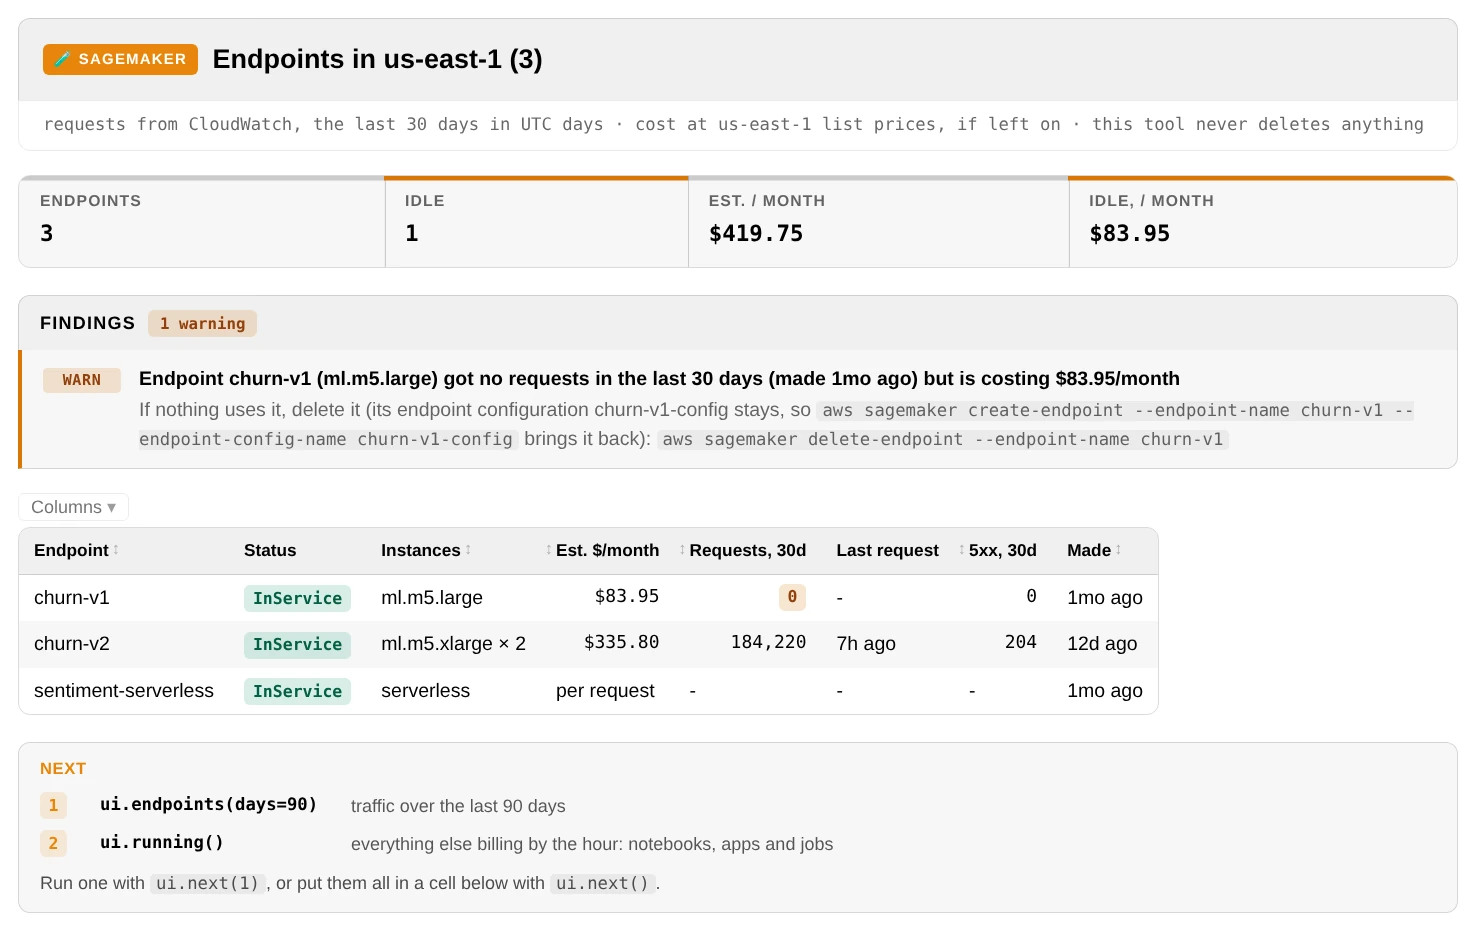 🧪 SAGEMAKER Endpoints in us-east-1 (3)
requests from CloudWatch, the last 30 days in UTC days · cost at us-east-1 list prices, if left on · this tool never deletes anything
ENDPOINTS IDLE EST. / MONTH IDLE, / MONTH
3 1 $419.75 $83.95
FINDINGS 1 warning
WARN Endpoint churn-v1 (ml.m5.large) got no requests in the last 30 days (made 1mo ago) but is costing $83.95/month
If nothing uses it, delete it (its endpoint configuration churn-v1-config stays, so aws sagemaker create-endpoint --endpoint-name churn-v1 --
endpoint-config-name churn-v1-config brings it back): aws sagemaker delete-endpoint --endpoint-name churn-v1
Columns ▾
Endpoint ↕ Status Instances ↕ ↕ Est. $/month ↕ Requests, 30d Last request ↕ 5xx, 30d Made ↕
churn-v1 InService ml.m5.large $83.95 0 - 0 1mo ago
churn-v2 InService ml.m5.xlarge × 2 $335.80 184,220 7h ago 204 12d ago
sentiment-serverless InService serverless per request - - - 1mo ago
NEXT
1 ui.endpoints(days=90) traffic over the last 90 days
2 ui.running() everything else billing by the hour: notebooks, apps and jobs
Run one with ui.next(1), or put them all in a cell below with ui.next().